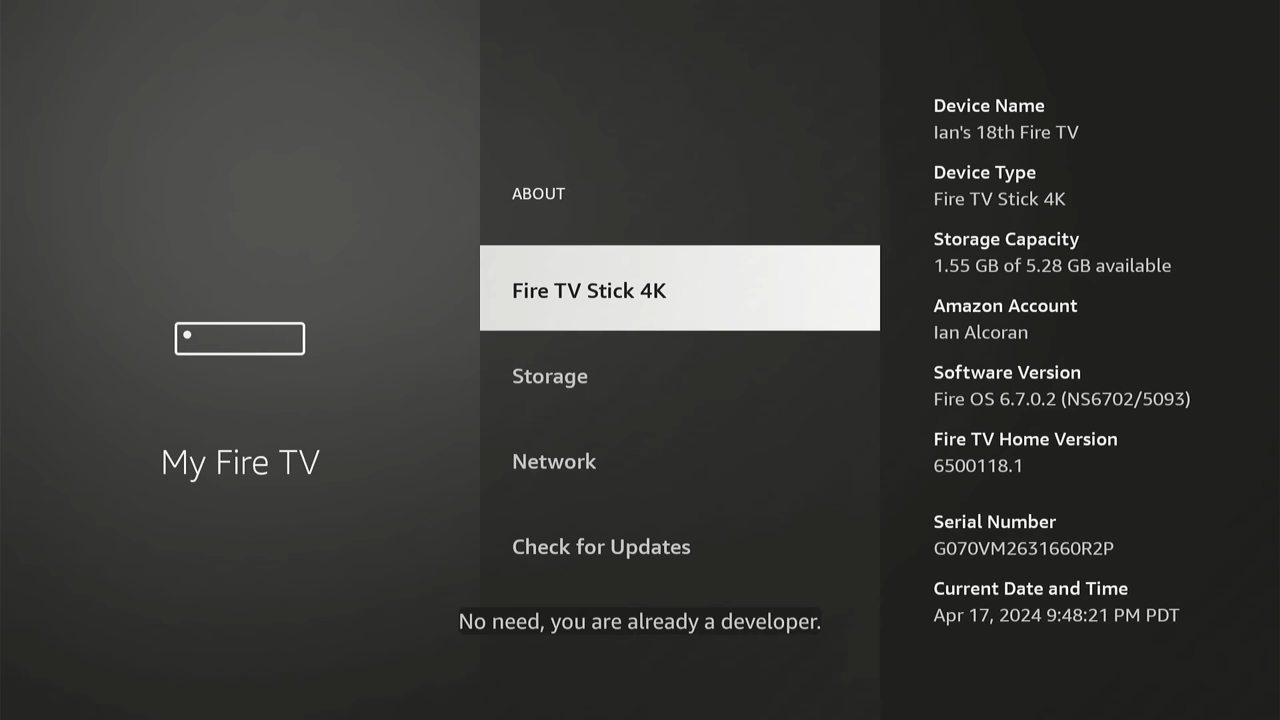 My Fire TV
ABOUT
Fire TV Stick 4K
Storage
Network
Check for Updates
No need, you are already a developer.
Device Name
Ian's 18th Fire TV
Device Type
Fire TV Stick 4K
Storage Capacity
1.55 GB of 5.28 GB available
Amazon Account
Ian Alcoran
Software Version
Fire OS 6.7.0.2 (NS6702/5093)
Fire TV Home Version
6500118.1
Serial Number
G070VM2631660R2P
Current Date and Time
Apr 17, 2024 9:48:21 PM PDT